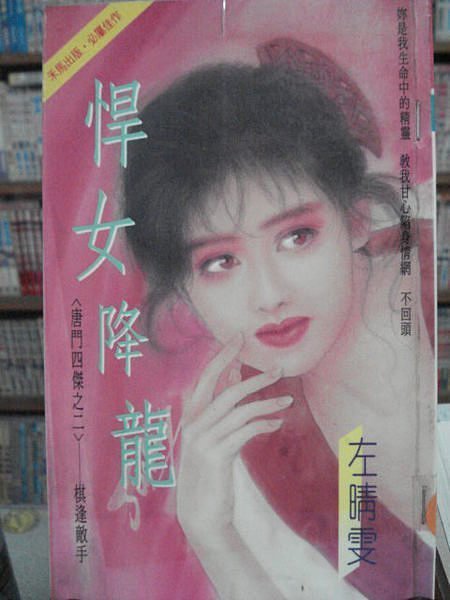 禾馬出版・必屬佳作
妳是我生命中的精靈 教我甘心陷身情網 不回頭
悍女降龍
〈唐門四傑之二〉──棋逢敵手
左晴雯